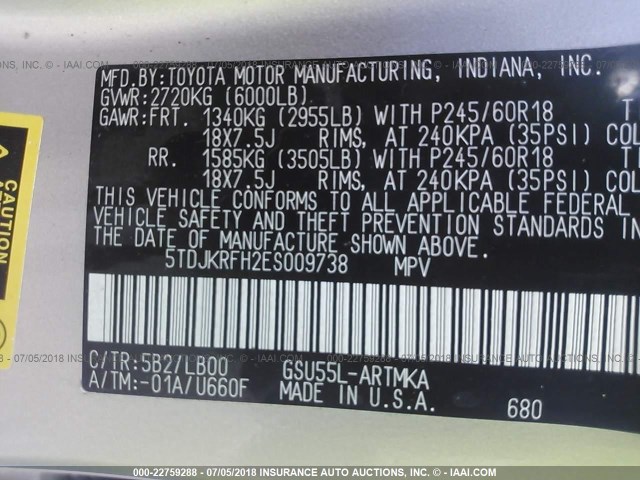 MFD.BY:TOYOTA MOTOR MANUFACTURING, INDIANA, INC.
GVWR:2720KG (6000LB)
GAWR:FRT. 1340KG (2955LB) WITH P245/60R18
18X7.5J RIMS, AT 240KPA (35PSI) COL
RR. 1585KG (3505LB) WITH P245/60R18
18X7.5J RIMS, AT 240KPA (35PSI) COL
THIS VEHICLE CONFORMS TO ALL APPLICABLE FEDERAL
VEHICLE SAFETY AND THEFT PREVENTION STANDARDS IN
THE DATE OF MANUFACTURE SHOWN ABOVE.
5TDJKRFH2ES009738 MPV
C/TR:5B2/LB00 GSU55L-ARTMKA
A/TM:-01A/U660F MADE IN U.S.A. 680
CAUTION
000-22759288 - 07/05/2018 INSURANCE AUTO AUCTIONS, INC. - IAAI.COM